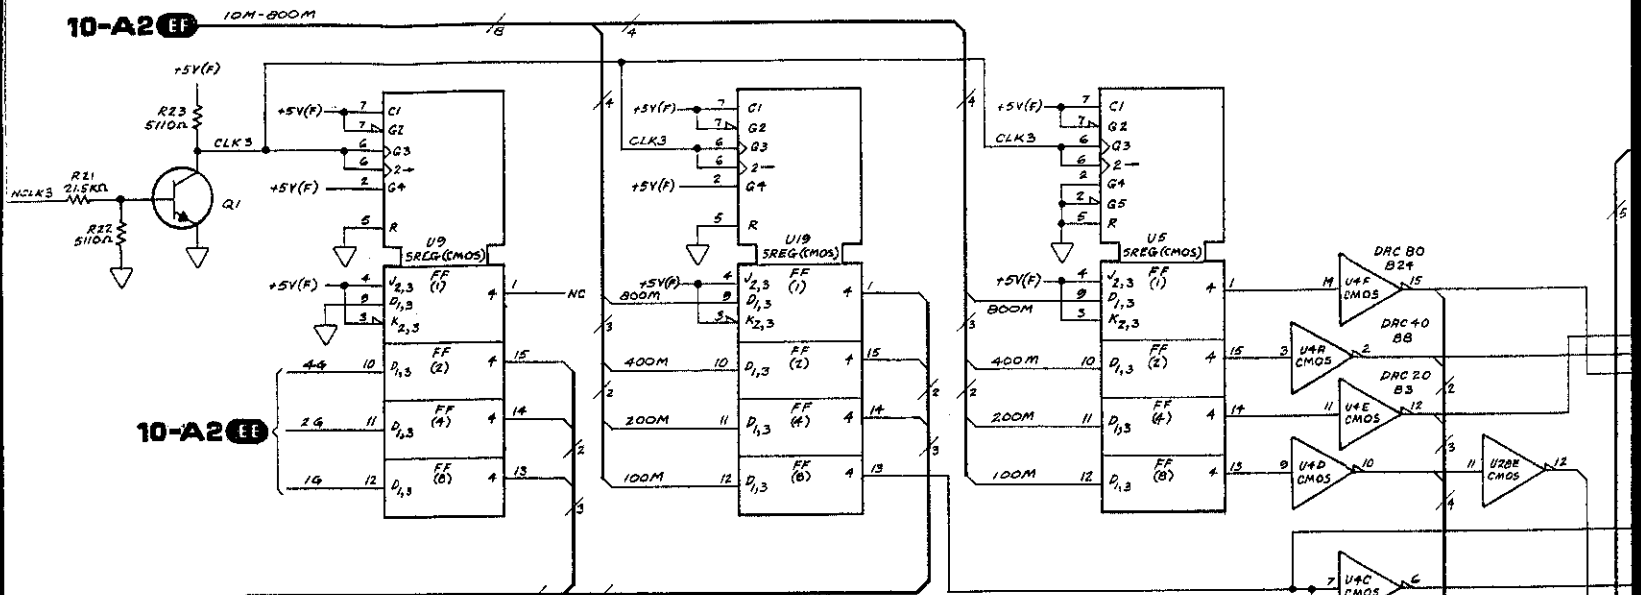 10-A2 EF
10M-800M
8
4
+5V(F)
R23
5110Ω
CLK3
R21
21.5KΩ
NCLK3
R22
5110Ω
Q1
+5V(F)
7 C1
7 G2
6 G3
6 2→
+5V(F) 2 G4
5 R
U9
SREG(CMOS)
+5V(F)
4 J2,3
9 D1,3
3 K2,3
FF
(1)
4 1 NC
4G 10 D1,3
FF
(2)
4 15
2G 11 D1,3
FF
(4)
4 14
1G 12 D1,3
FF
(8)
4 13
10-A2 EE
2
3
4
+5V(F)
7 C1
7 G2
CLK3
6 G3
6 2→
+5V(F) 2 G4
5 R
U19
SREG(CMOS)
+5V(F)
4 J2,3
800M 9 D1,3
3 K2,3
FF
(1)
4 1
3
400M 10 D1,3
FF
(2)
4 15
2
200M 11 D1,3
FF
(4)
4 14
100M 12 D1,3
FF
(8)
4 13
2
3
4
+5V(F)
7 C1
7 G2
CLK3
6 G3
6 2→
2 G4
2 G5
5 R
U5
SREG(CMOS)
+5V(F)
4 J2,3
9 D1,3
800M
3 K2,3
FF
(1)
4 1
3
400M 10 D1,3
FF
(2)
4 15
2
200M 11 D1,3
FF
(4)
4 14
100M 12 D1,3
FF
(8)
4 13
DAC 80
824
14 U4F 15
CMOS
DAC 40
88
3 U4A 2
CMOS
DAC 20
83
11 U4E 12
CMOS
9 U4D 10
CMOS
11 U28E 12
CMOS
7 U4C 6
CMOS
2
3
4
5